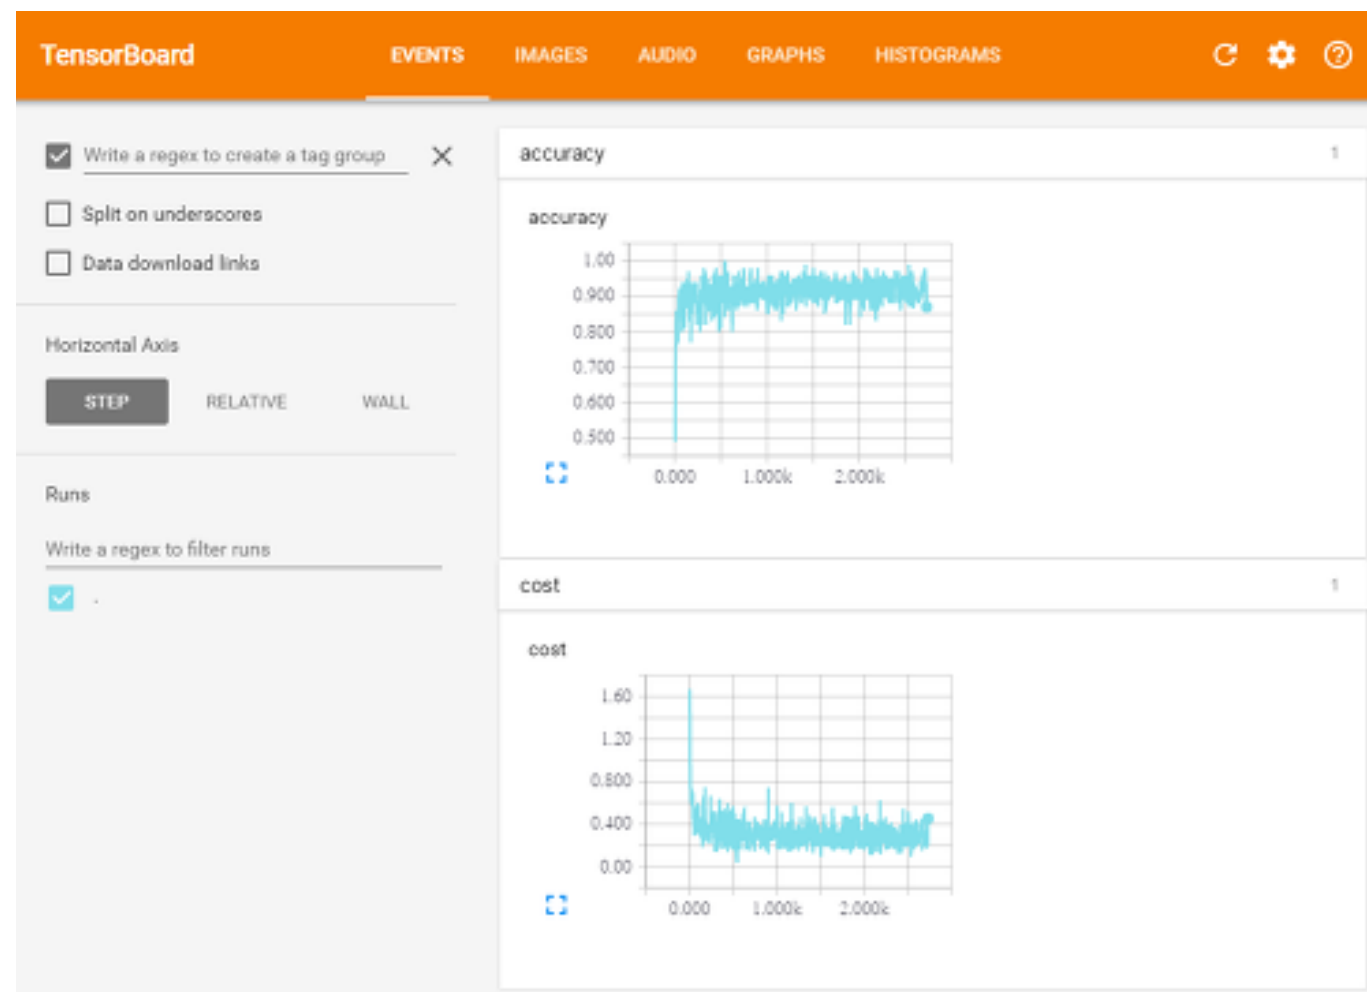 TensorBoard EVENTS IMAGES AUDIO GRAPHS HISTOGRAMS
Write a regex to create a tag group
Split on underscores
Data download links
Horizontal Axis
STEP RELATIVE WALL
Runs
Write a regex to filter runs
.
accuracy 1
accuracy
1.00
0.900
0.800
0.700
0.600
0.500
0.000 1.000k 2.000k
cost 1
cost
1.60
1.20
0.800
0.400
0.00
0.000 1.000k 2.000k